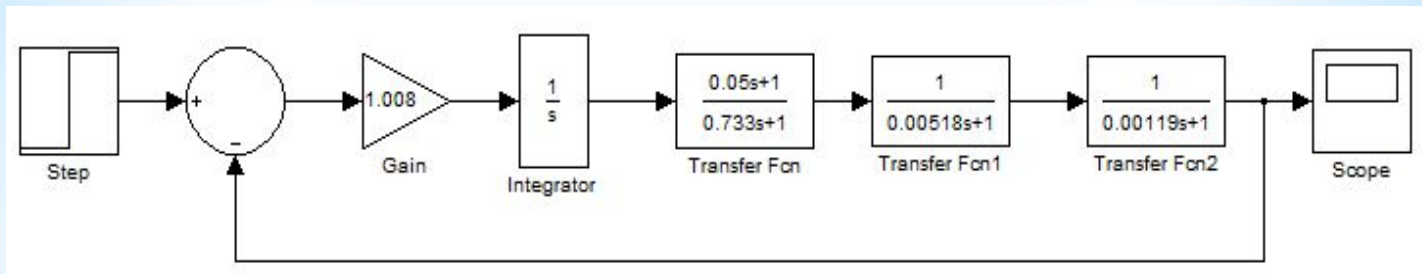 +
-
1.008
1
s
0.05s+1
0.733s+1
1
0.00518s+1
1
0.00119s+1
Step
Gain
Integrator
Transfer Fcn
Transfer Fcn1
Transfer Fcn2
Scope